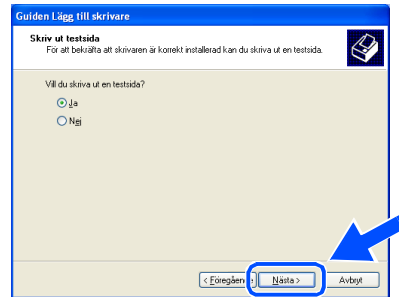 Guiden Lägg till skrivare
Skriv ut testsida
För att bekräfta att skrivaren är korrekt installerad kan du skriva ut en testsida.
Vill du skriva ut en testsida?
Ja
Nej
< Föregåen Nästa > Avbryt